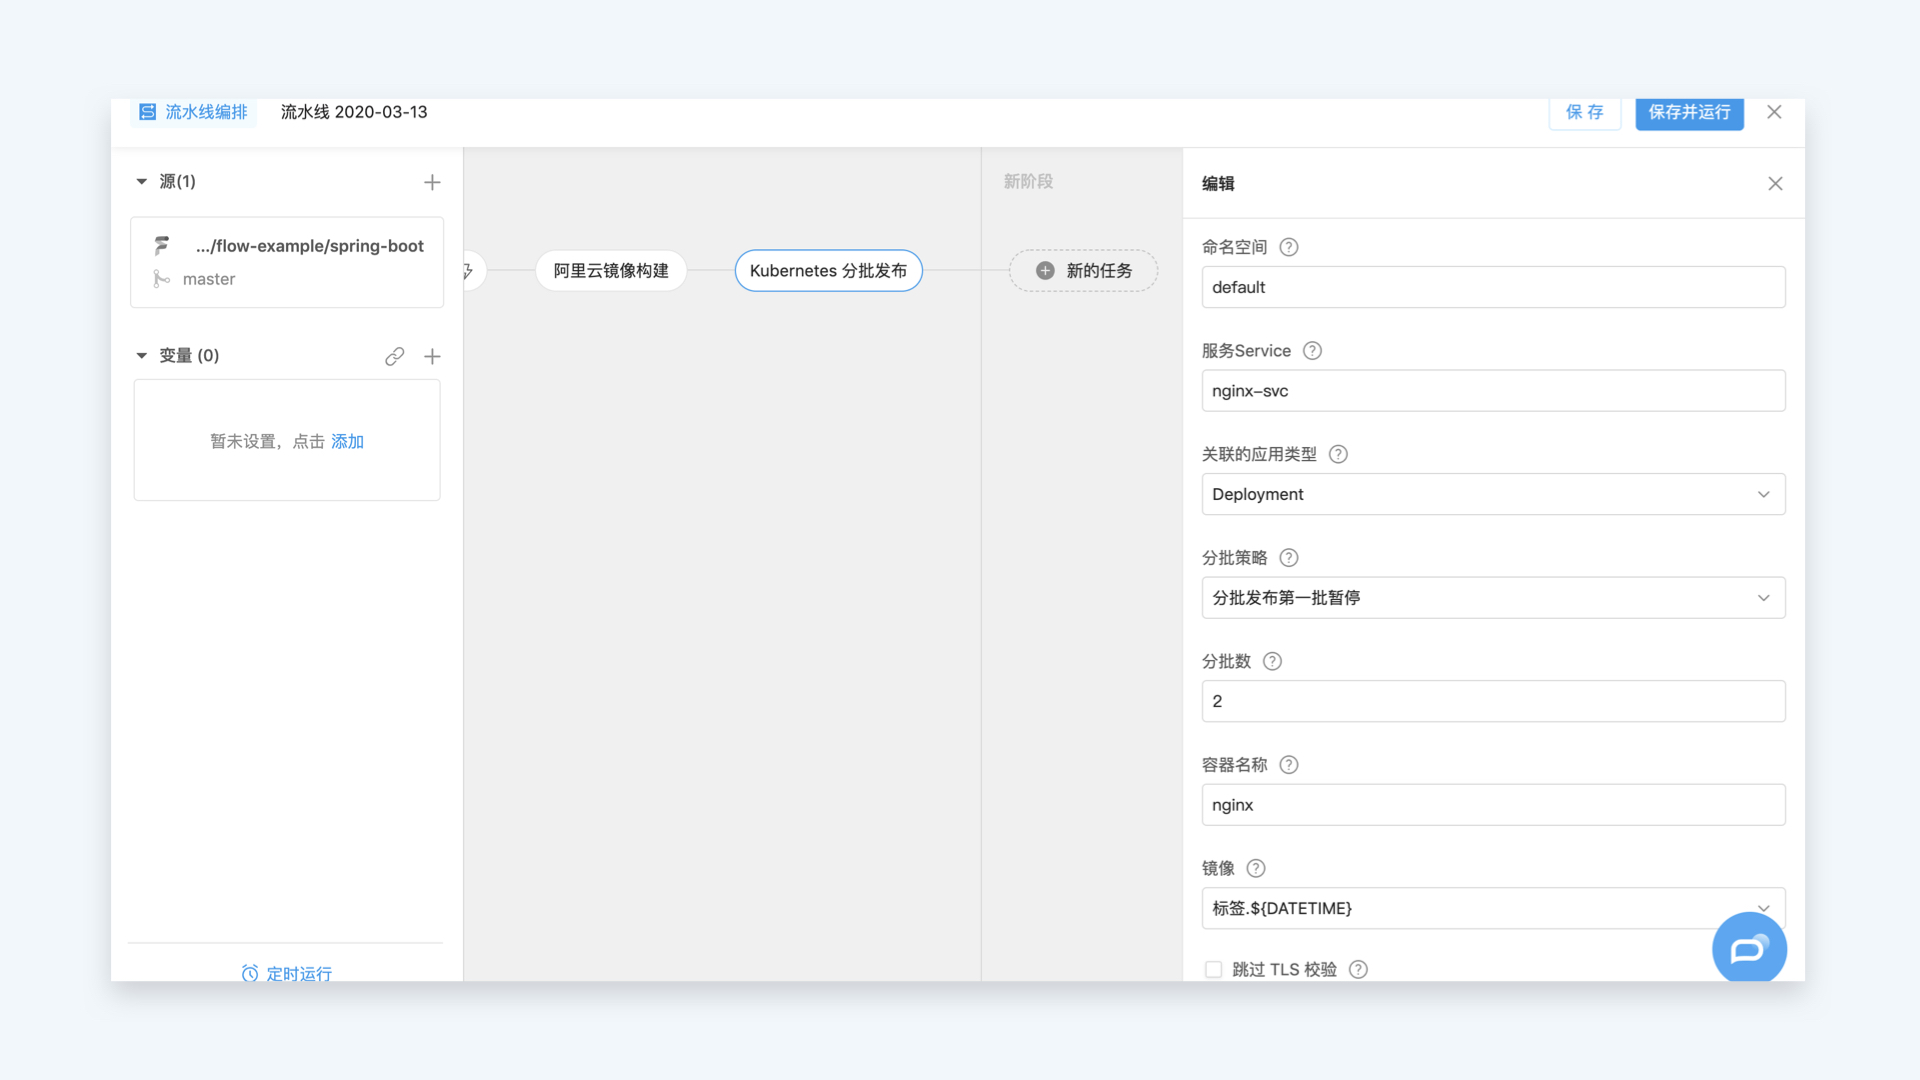 流水线编排
流水线 2020-03-13
保 存
保存并运行
源(1)
.../flow-example/spring-boot
master
变量 (0)
暂未设置，点击 添加
定时运行
阿里云镜像构建
Kubernetes 分批发布
新阶段
新的任务
编辑
命名空间
default
服务Service
nginx-svc
关联的应用类型
Deployment
分批策略
分批发布第一批暂停
分批数
2
容器名称
nginx
镜像
标签.${DATETIME}
跳过 TLS 校验